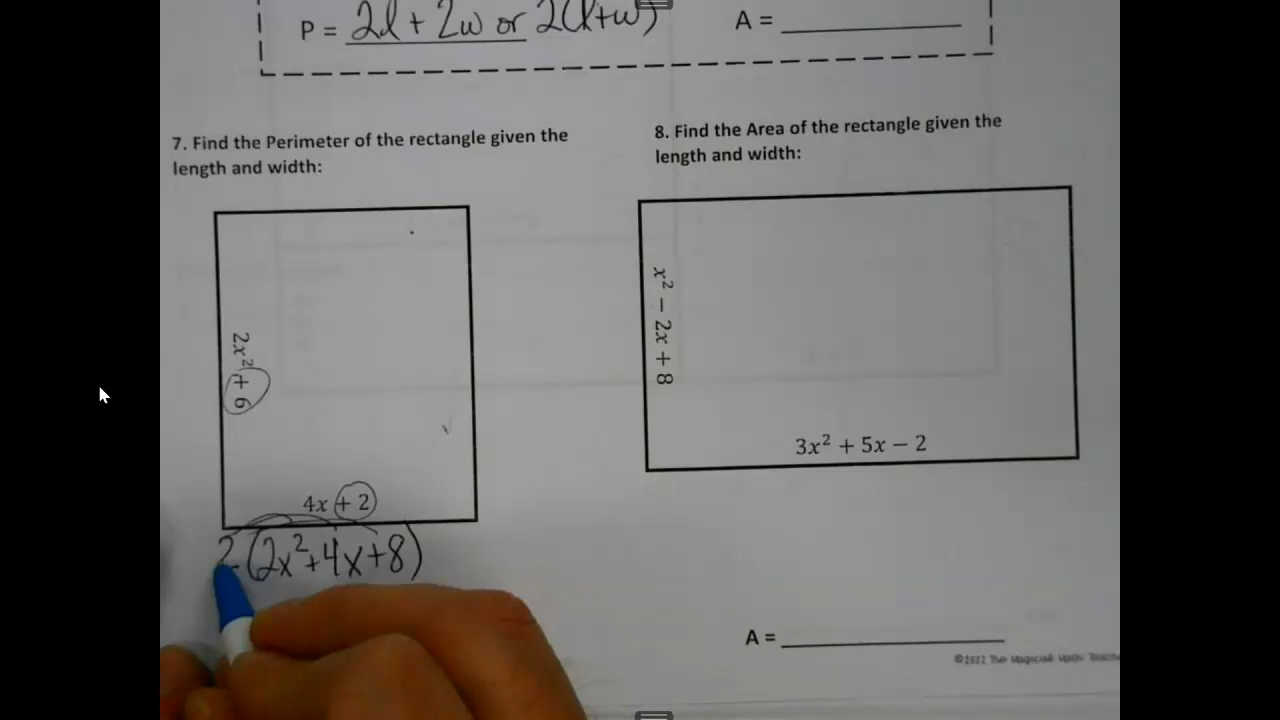 P = 2l + 2w or 2(l+w) A =
7. Find the Perimeter of the rectangle given the
length and width:
2x² + 6
4x + 2
2(2x²+4x+8)
8. Find the Area of the rectangle given the
length and width:
x² − 2x + 8
3x² + 5x − 2
A =